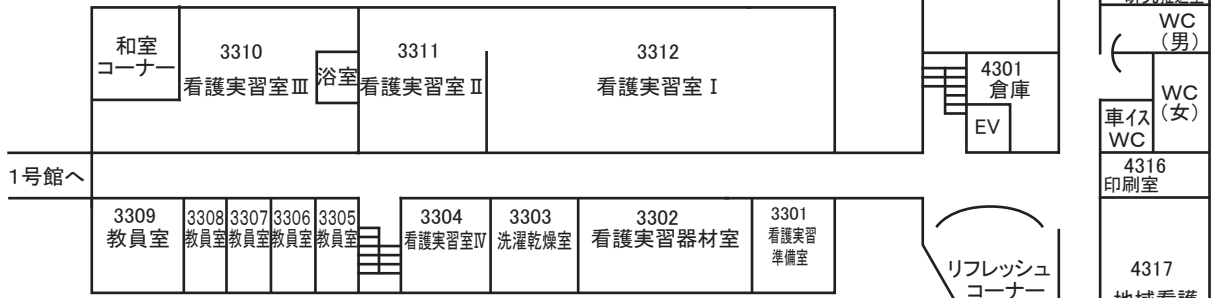 和室
コーナー
3310
看護実習室Ⅲ
浴室
3311
看護実習室Ⅱ
3312
看護実習室Ⅰ
4301
倉庫
EV
WC
（男）
WC
（女）
車イス
WC
4316
印刷室
1号館へ
3309
教員室
3308
教員室
3307
教員室
3306
教員室
3305
教員室
3304
看護実習室Ⅳ
3303
洗濯乾燥室
3302
看護実習器材室
3301
看護実習
準備室
リフレッシュ
コーナー
4317
地域看護